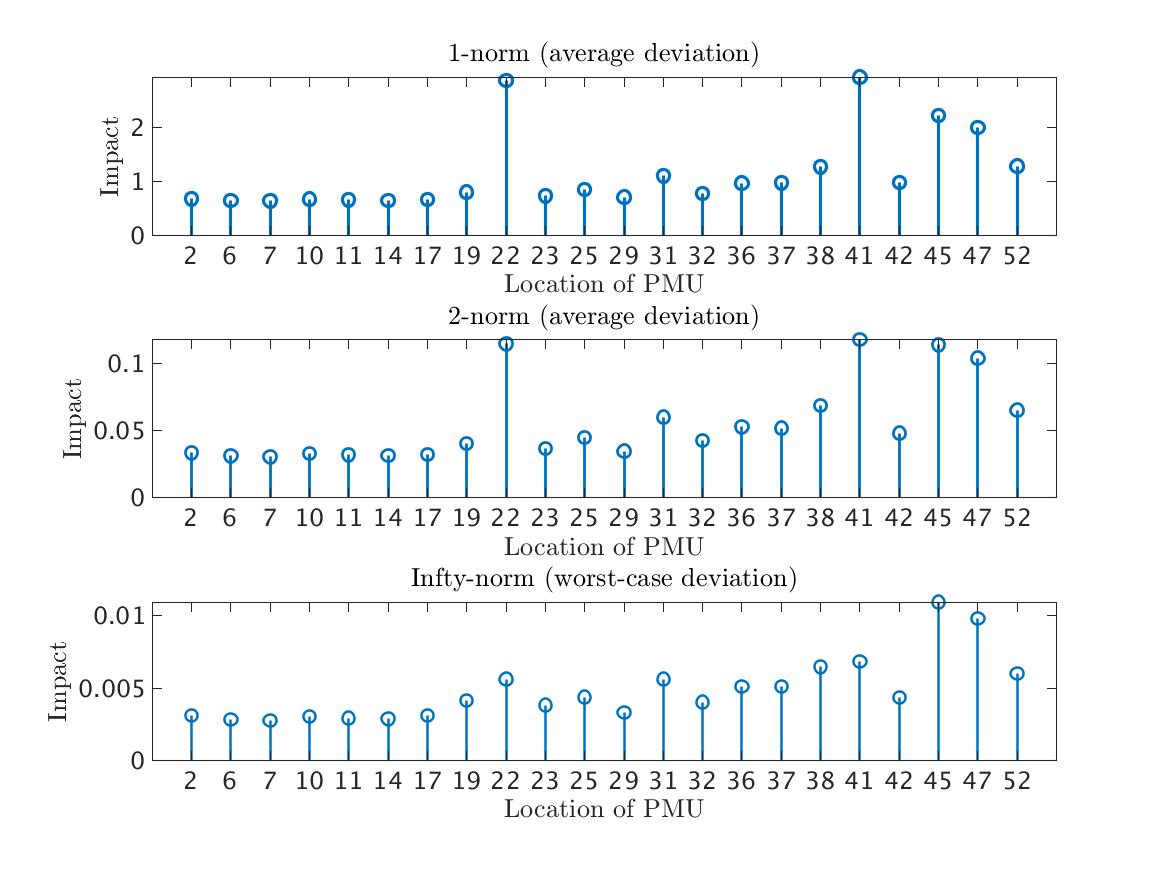 1-norm (average deviation)
Impact
2
1
0
2 6 7 10 11 14 17 19 22 23 25 29 31 32 36 37 38 41 42 45 47 52
Location of PMU
2-norm (average deviation)
Impact
0.1
0.05
0
2 6 7 10 11 14 17 19 22 23 25 29 31 32 36 37 38 41 42 45 47 52
Location of PMU
Infty-norm (worst-case deviation)
Impact
0.01
0.005
0
2 6 7 10 11 14 17 19 22 23 25 29 31 32 36 37 38 41 42 45 47 52
Location of PMU